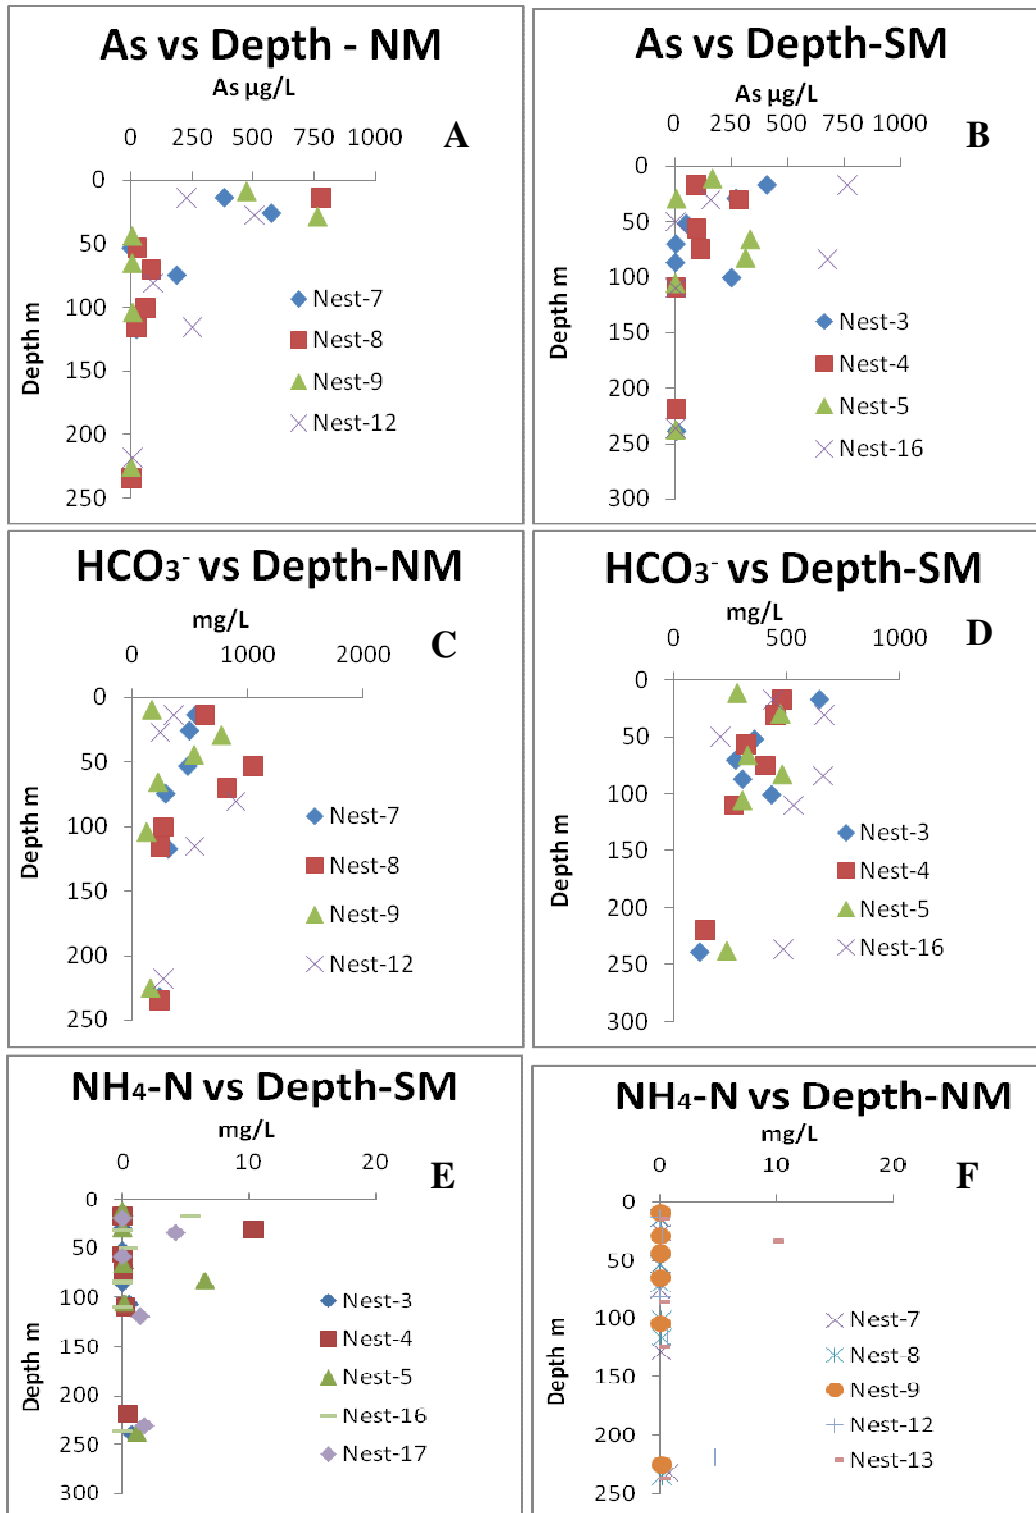 As vs Depth - NM
As µg/L
A
0 250 500 750 1000
0
50
100
150
200
250
Depth m
Nest-7
Nest-8
Nest-9
Nest-12
As vs Depth-SM
As µg/L
B
0 250 500 750 1000
0
50
100
150
200
250
300
Depth m
Nest-3
Nest-4
Nest-5
Nest-16
HCO₃⁻ vs Depth-NM
mg/L
C
0 1000 2000
0
50
100
150
200
250
Depth m
Nest-7
Nest-8
Nest-9
Nest-12
HCO₃⁻ vs Depth-SM
mg/L
D
0 500 1000
0
50
100
150
200
250
300
Depth m
Nest-3
Nest-4
Nest-5
Nest-16
NH₄-N vs Depth-SM
mg/L
E
0 10 20
0
50
100
150
200
250
300
Depth m
Nest-3
Nest-4
Nest-5
Nest-16
Nest-17
NH₄-N vs Depth-NM
mg/L
F
0 10 20
0
50
100
150
200
250
Depth m
Nest-7
Nest-8
Nest-9
Nest-12
Nest-13